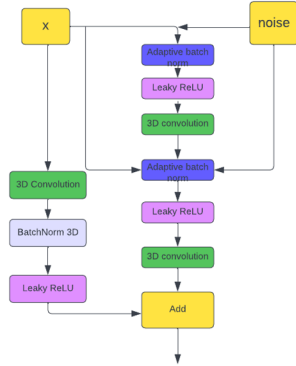 x
noise
Adaptive batch
norm
Leaky ReLU
3D convolution
3D Convolution
Adaptive batch
norm
BatchNorm 3D
Leaky ReLU
Leaky ReLU
3D convolution
Add